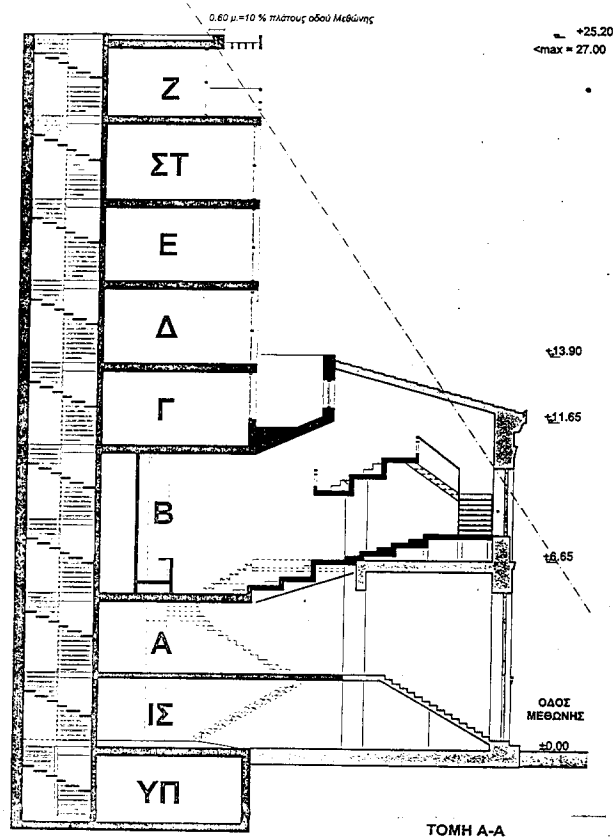 0.60 μ.=10 % πλάτους οδού Μεθώνης
+25.20
<max = 27.00
Ζ
ΣΤ
Ε
Δ
+13.90
Γ
+11.65
Β
+6.65
Α
ΙΣ
ΟΔΟΣ
ΜΕΘΩΝΗΣ
±0.00
ΥΠ
ΤΟΜΗ Α-Α